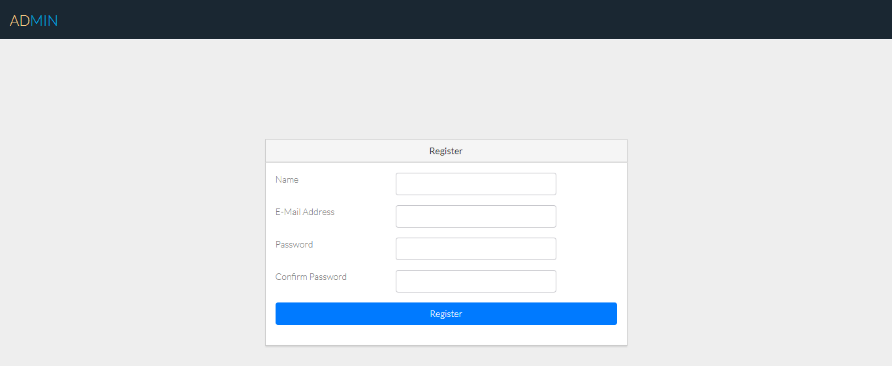 ADMIN
Register
Name
E-Mail Address
Password
Confirm Password
Register